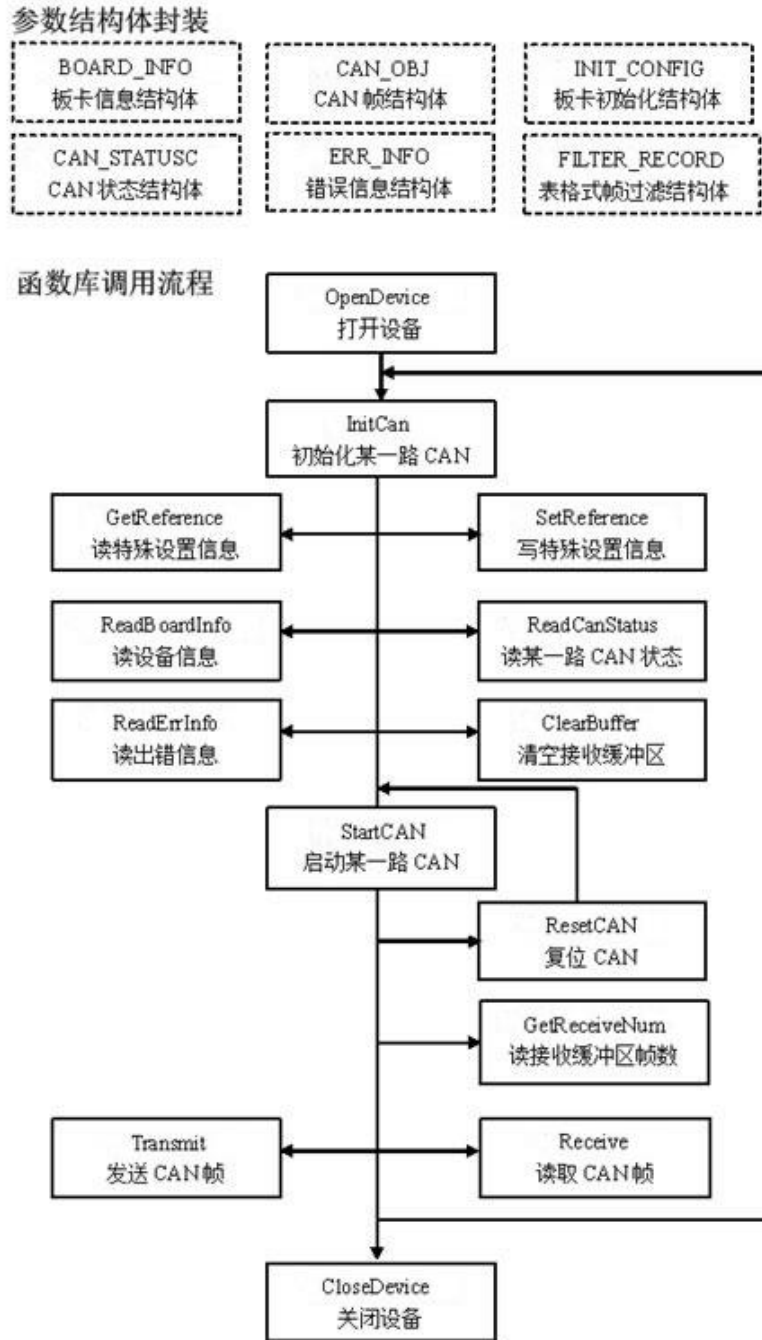 参数结构体封装
BOARD_INFO
板卡信息结构体
CAN_OBJ
CAN 帧结构体
INIT_CONFIG
板卡初始化结构体
CAN_STATUSC
CAN 状态结构体
ERR_INFO
错误信息结构体
FILTER_RECORD
表格式帧过滤结构体
函数库调用流程
OpenDevice
打开设备
InitCan
初始化某一路 CAN
GetReference
读特殊设置信息
SetReference
写特殊设置信息
ReadBoardInfo
读设备信息
ReadCanStatus
读某一路 CAN 状态
ReadErrInfo
读出错信息
ClearBuffer
清空接收缓冲区
StartCAN
启动某一路 CAN
ResetCAN
复位 CAN
GetReceiveNum
读接收缓冲区帧数
Transmit
发送 CAN 帧
Receive
读取 CAN 帧
CloseDevice
关闭设备